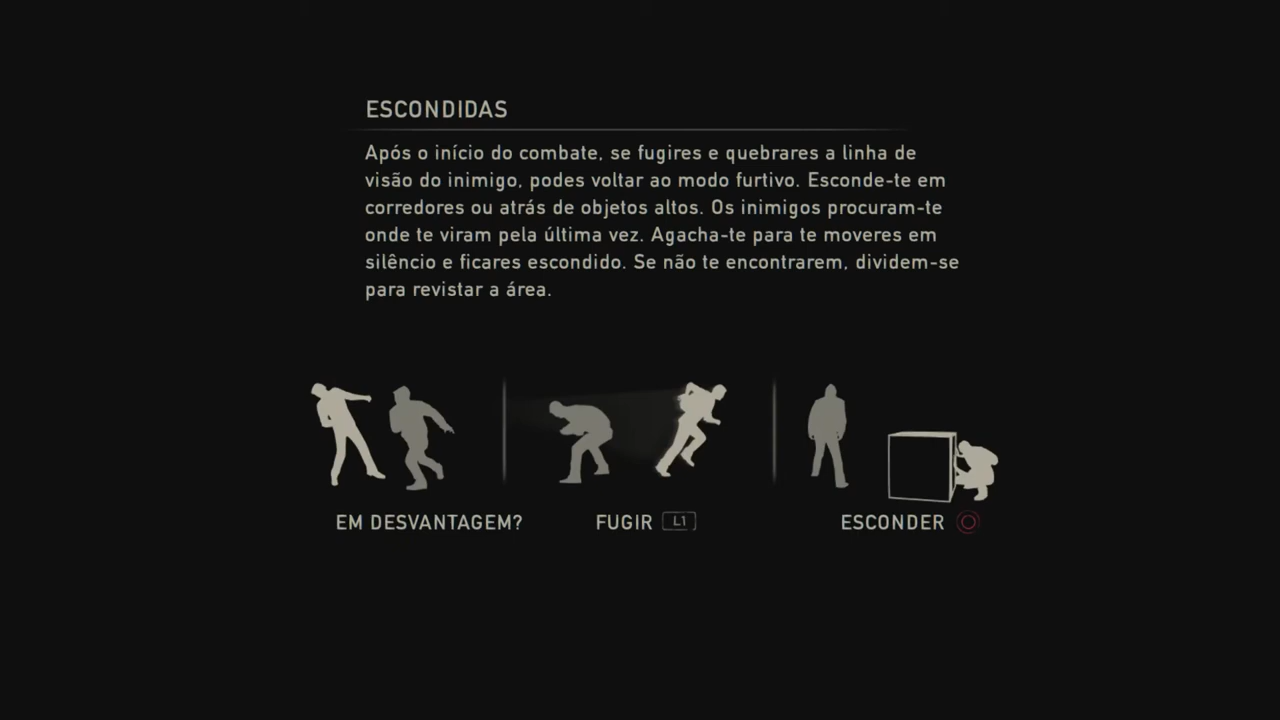 ESCONDIDAS
Após o início do combate, se fugires e quebrares a linha de
visão do inimigo, podes voltar ao modo furtivo. Esconde-te em
corredores ou atrás de objetos altos. Os inimigos procuram-te
onde te viram pela última vez. Agacha-te para te moveres em
silêncio e ficares escondido. Se não te encontrarem, dividem-se
para revistar a área.
EM DESVANTAGEM?
FUGIR L1
ESCONDER